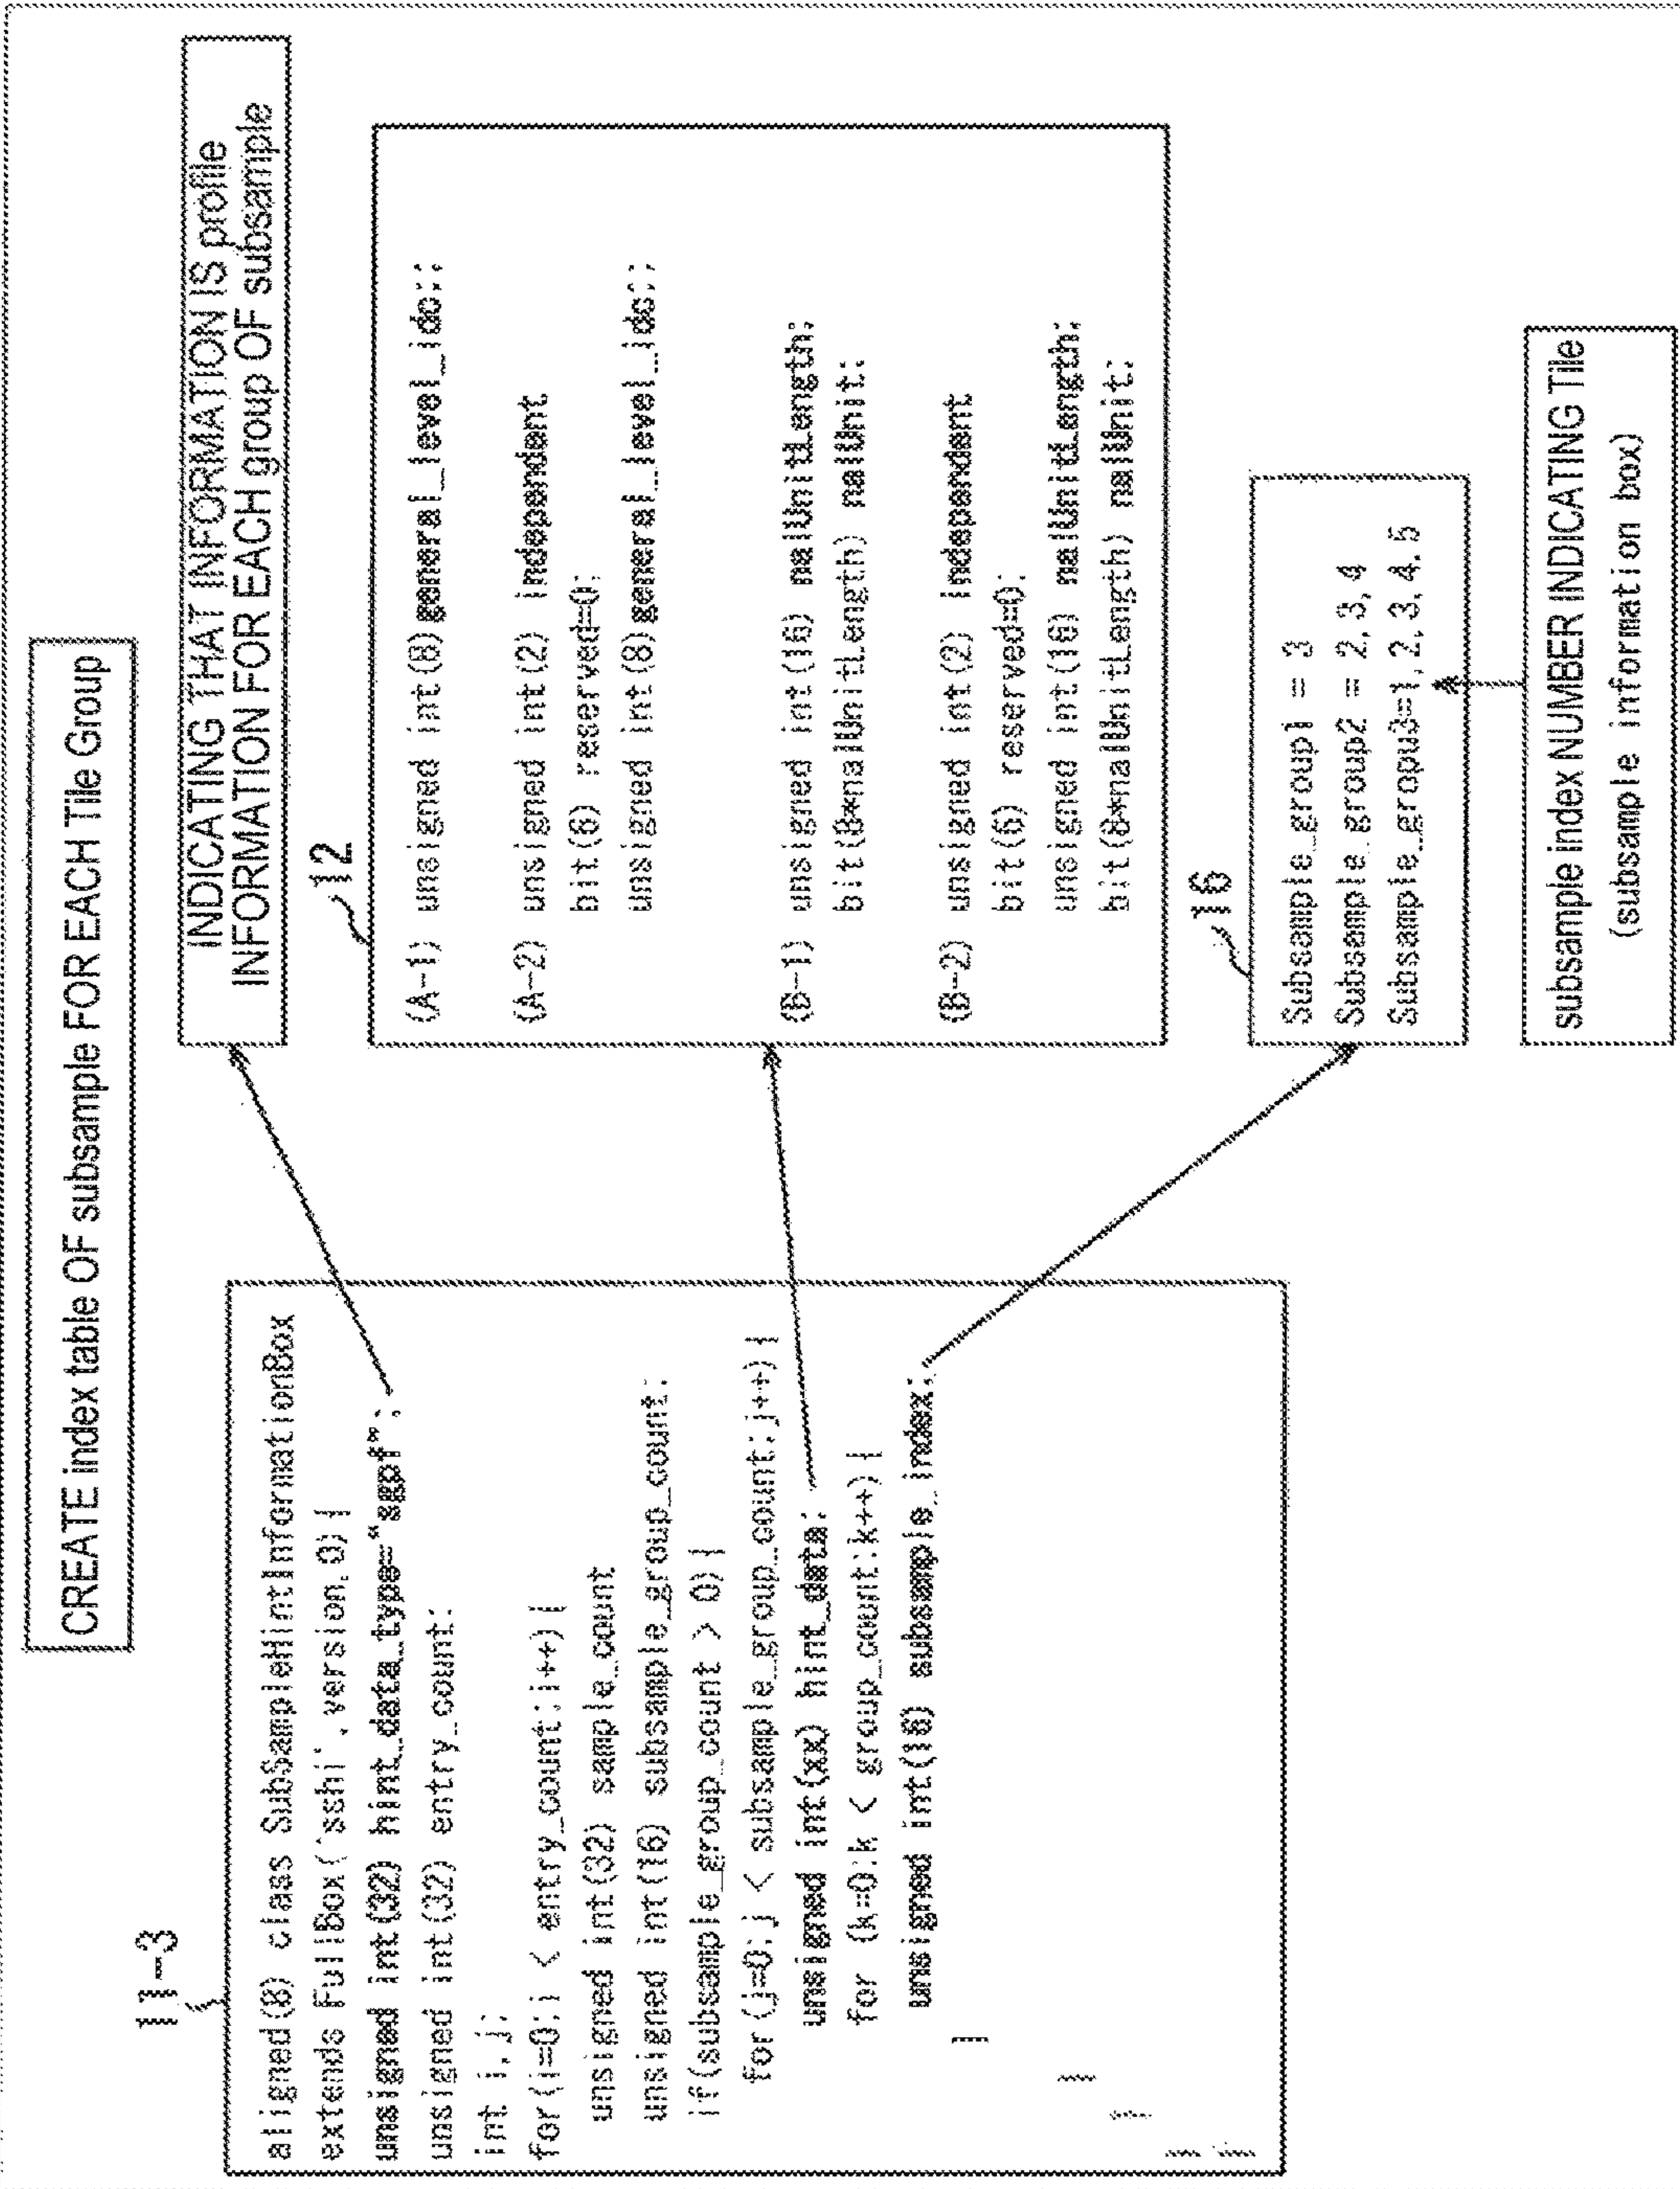 CREATE index table OF subsample FOR EACH Tile Group
11-3
aligned(8) class SubSampleHintInformationBox
extends FullBox('sshi',version,0){
unsigned int(32) hint_data_type="sgpf";
unsigned int(32) entry_count;
int i,j;
for(i=0;i < entry_count;i++){
unsigned int(32) sample_count
unsigned int(16) subsample_group_count;
if(subsample_group_count > 0){
for(j=0;j < subsample_group_count;j++){
unsigned int(xx) hint_data;
for (k=0;k < group_count;k++){
unsigned int(16) subsample_index;
}
}
}
}
}
INDICATING THAT INFORMATION IS profile
INFORMATION FOR EACH group OF subsample
12
(A-1) unsigned int(8)general_level_idc;;
(A-2) unsigned int(2) independent
bit(6) reserved=0;
unsigned int(8)general_level_idc;;
(B-1) unsigned int(16) nalUnitLength;
bit(8*nalUnitLength) nalUnit;
(B-2) unsigned int(2) independent
bit(6) reserved=0;
unsigned int(16) nalUnitLength;
bit(8*nalUnitLength) nalUnit;
16
Subsample_group1 = 3
Subsample_group2 = 2,3,4
Subsample_gropu3=1,2,3,4,5
subsample index NUMBER INDICATING Tile
(subsample information box)